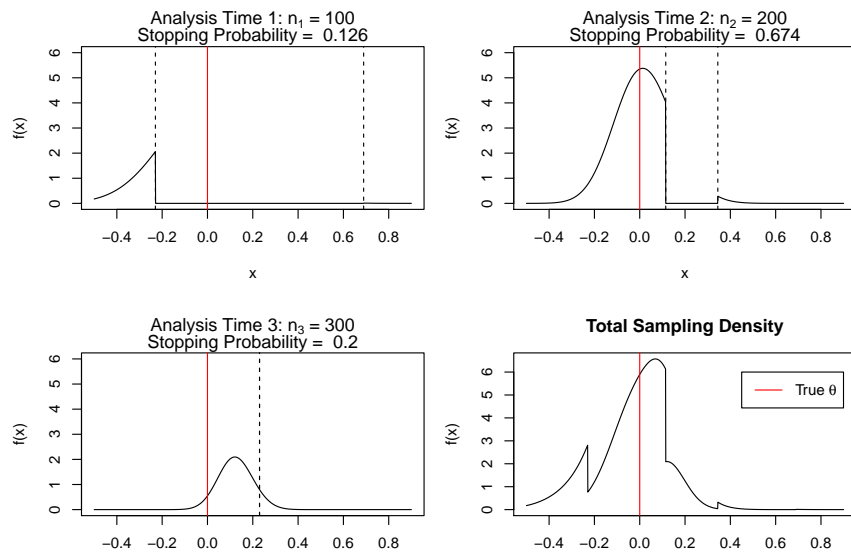 Analysis Time 1: n1 = 100
Stopping Probability = 0.126
f(x)
6
5
4
3
2
1
0
−0.4 −0.2 0.0 0.2 0.4 0.6 0.8
x
Analysis Time 2: n2 = 200
Stopping Probability = 0.674
f(x)
6
5
4
3
2
1
0
−0.4 −0.2 0.0 0.2 0.4 0.6 0.8
x
Analysis Time 3: n3 = 300
Stopping Probability = 0.2
f(x)
6
5
4
3
2
1
0
−0.4 −0.2 0.0 0.2 0.4 0.6 0.8
Total Sampling Density
f(x)
6
5
4
3
2
1
0
True θ
−0.4 −0.2 0.0 0.2 0.4 0.6 0.8